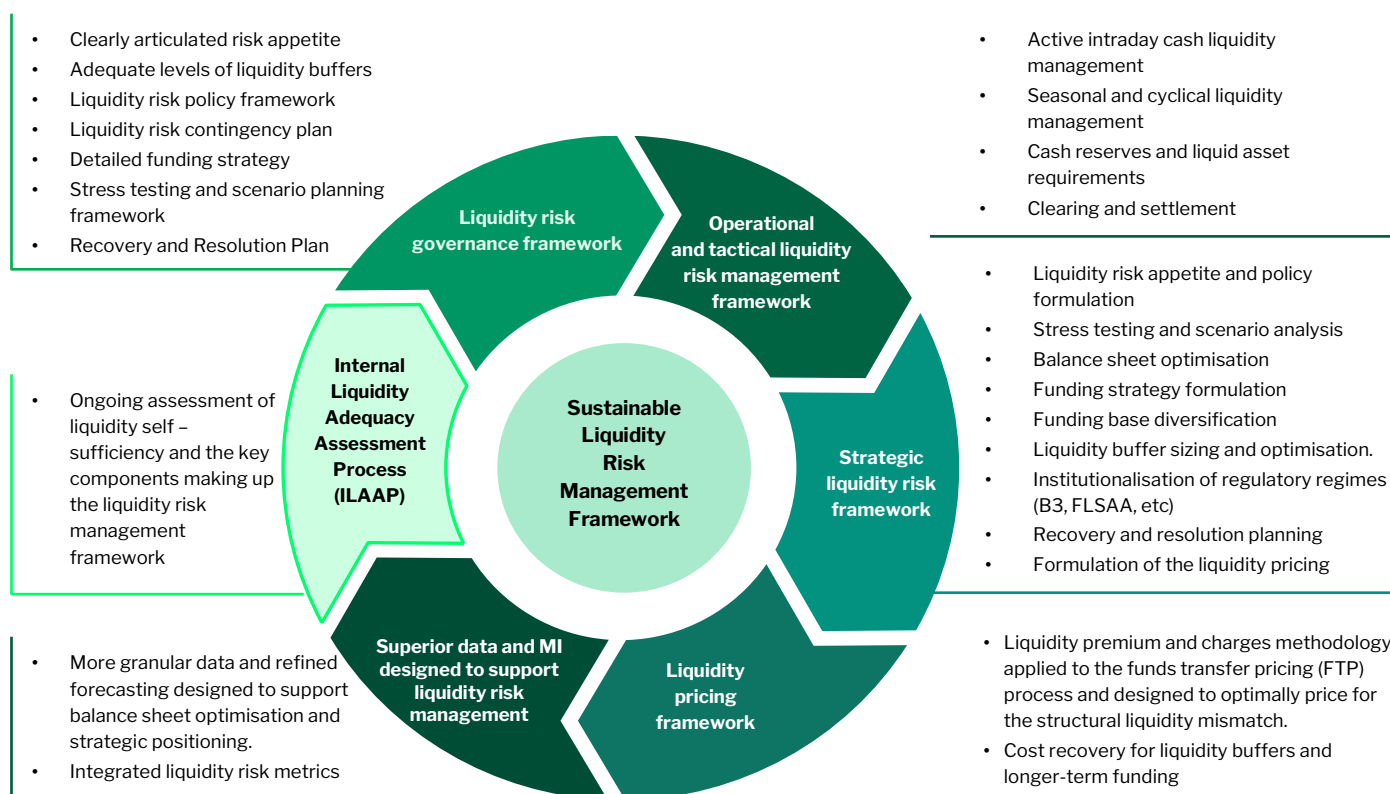 • Clearly articulated risk appetite
• Adequate levels of liquidity buffers
• Liquidity risk policy framework
• Liquidity risk contingency plan
• Detailed funding strategy
• Stress testing and scenario planning
framework
• Recovery and Resolution Plan
• Active intraday cash liquidity
management
• Seasonal and cyclical liquidity
management
• Cash reserves and liquid asset
requirements
• Clearing and settlement
Liquidity risk
governance framework
Operational
and tactical liquidity
risk management
framework
• Liquidity risk appetite and policy
formulation
• Stress testing and scenario analysis
• Balance sheet optimisation
• Funding strategy formulation
• Funding base diversification
• Liquidity buffer sizing and optimisation.
• Institutionalisation of regulatory regimes
(B3, FLSAA, etc)
• Recovery and resolution planning
• Formulation of the liquidity pricing
• Ongoing assessment of
liquidity self –
sufficiency and the key
components making up
the liquidity risk
management
framework
Internal
Liquidity
Adequacy
Assessment
Process
(ILAAP)
Sustainable
Liquidity
Risk
Management
Framework
Strategic
liquidity risk
framework
• More granular data and refined
forecasting designed to support
balance sheet optimisation and
strategic positioning.
• Integrated liquidity risk metrics
Superior data and MI
designed to support
liquidity risk
management
Liquidity
pricing
framework
• Liquidity premium and charges methodology
applied to the funds transfer pricing (FTP)
process and designed to optimally price for
the structural liquidity mismatch.
• Cost recovery for liquidity buffers and
longer-term funding